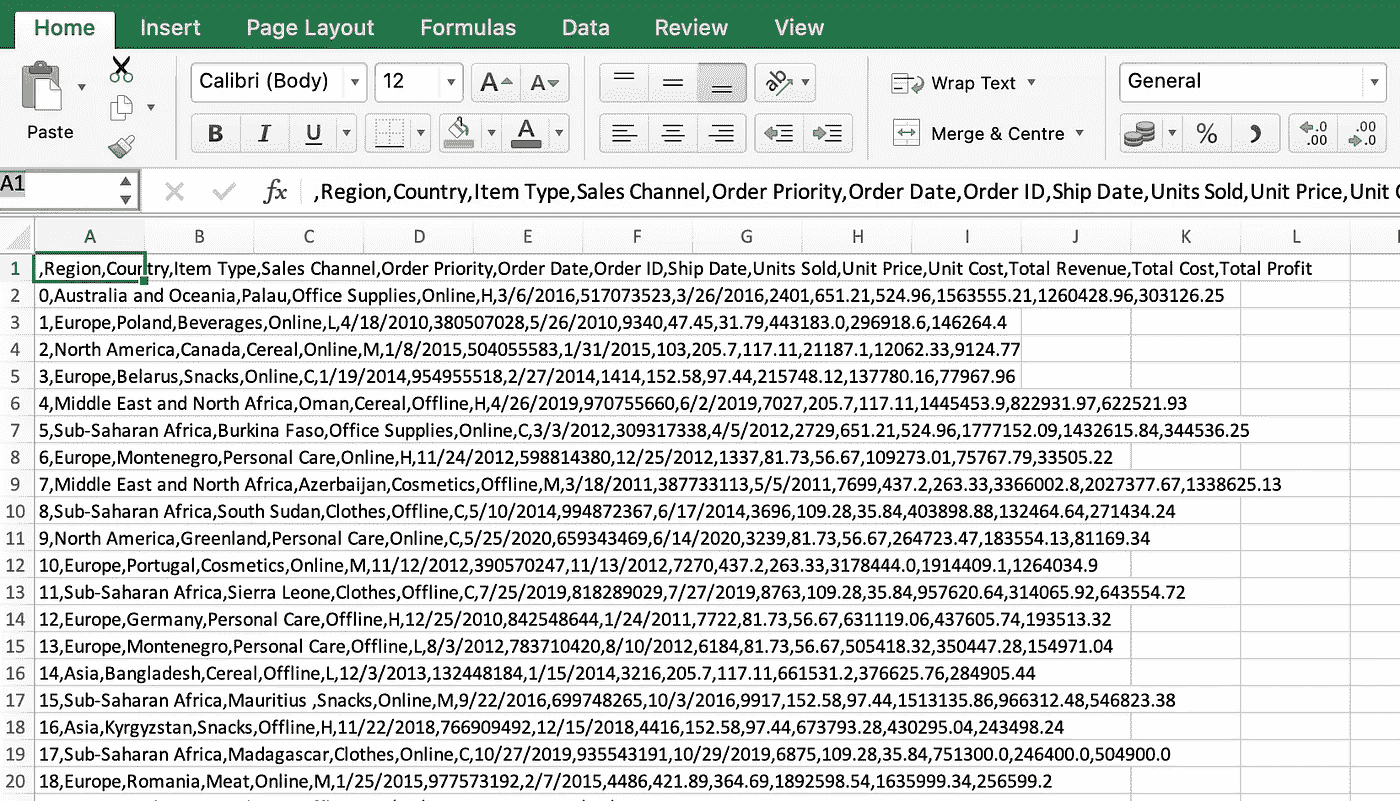 Home Insert Page Layout Formulas Data Review View
Calibri (Body) 12 A A ab Wrap Text General
Paste B I U A Merge & Centre % .0 .00 .00 .0
A1 fx ,Region,Country,Item Type,Sales Channel,Order Priority,Order Date,Order ID,Ship Date,Units Sold,Unit Price,Unit C
A B C D E F G H I J K L
1 ,Region,Country,Item Type,Sales Channel,Order Priority,Order Date,Order ID,Ship Date,Units Sold,Unit Price,Unit Cost,Total Revenue,Total Cost,Total Profit
2 0,Australia and Oceania,Palau,Office Supplies,Online,H,3/6/2016,517073523,3/26/2016,2401,651.21,524.96,1563555.21,1260428.96,303126.25
3 1,Europe,Poland,Beverages,Online,L,4/18/2010,380507028,5/26/2010,9340,47.45,31.79,443183.0,296918.6,146264.4
4 2,North America,Canada,Cereal,Online,M,1/8/2015,504055583,1/31/2015,103,205.7,117.11,21187.1,12062.33,9124.77
5 3,Europe,Belarus,Snacks,Online,C,1/19/2014,954955518,2/27/2014,1414,152.58,97.44,215748.12,137780.16,77967.96
6 4,Middle East and North Africa,Oman,Cereal,Offline,H,4/26/2019,970755660,6/2/2019,7027,205.7,117.11,1445453.9,822931.97,622521.93
7 5,Sub-Saharan Africa,Burkina Faso,Office Supplies,Online,C,3/3/2012,309317338,4/5/2012,2729,651.21,524.96,1777152.09,1432615.84,344536.25
8 6,Europe,Montenegro,Personal Care,Online,H,11/24/2012,598814380,12/25/2012,1337,81.73,56.67,109273.01,75767.79,33505.22
9 7,Middle East and North Africa,Azerbaijan,Cosmetics,Offline,M,3/18/2011,387733113,5/5/2011,7699,437.2,263.33,3366002.8,2027377.67,1338625.13
10 8,Sub-Saharan Africa,South Sudan,Clothes,Offline,C,5/10/2014,994872367,6/17/2014,3696,109.28,35.84,403898.88,132464.64,271434.24
11 9,North America,Greenland,Personal Care,Online,C,5/25/2020,659343469,6/14/2020,3239,81.73,56.67,264723.47,183554.13,81169.34
12 10,Europe,Portugal,Cosmetics,Online,M,11/12/2012,390570247,11/13/2012,7270,437.2,263.33,3178444.0,1914409.1,1264034.9
13 11,Sub-Saharan Africa,Sierra Leone,Clothes,Offline,C,7/25/2019,818289029,7/27/2019,8763,109.28,35.84,957620.64,314065.92,643554.72
14 12,Europe,Germany,Personal Care,Offline,H,12/25/2010,842548644,1/24/2011,7722,81.73,56.67,631119.06,437605.74,193513.32
15 13,Europe,Montenegro,Personal Care,Offline,L,8/3/2012,783710420,8/10/2012,6184,81.73,56.67,505418.32,350447.28,154971.04
16 14,Asia,Bangladesh,Cereal,Offline,L,12/3/2013,132448184,1/15/2014,3216,205.7,117.11,661531.2,376625.76,284905.44
17 15,Sub-Saharan Africa,Mauritius ,Snacks,Online,M,9/22/2016,699748265,10/3/2016,9917,152.58,97.44,1513135.86,966312.48,546823.38
18 16,Asia,Kyrgyzstan,Snacks,Offline,H,11/22/2018,766909492,12/15/2018,4416,152.58,97.44,673793.28,430295.04,243498.24
19 17,Sub-Saharan Africa,Madagascar,Clothes,Online,C,10/27/2019,935543191,10/29/2019,6875,109.28,35.84,751300.0,246400.0,504900.0
20 18,Europe,Romania,Meat,Online,M,1/25/2015,977573192,2/7/2015,4486,421.89,364.69,1892598.54,1635999.34,256599.2